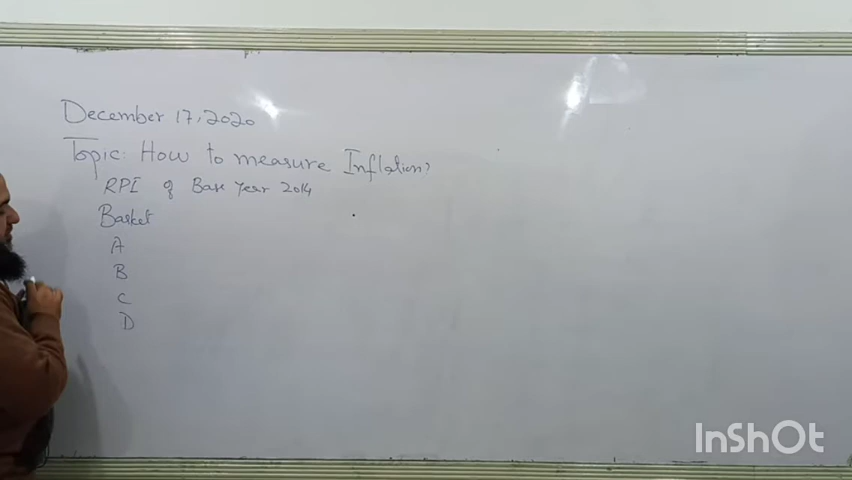 December 17, 2020
Topic: How to measure Inflation?
RPI of Base Year 2014
Basket
A
B
C
D
InShOt